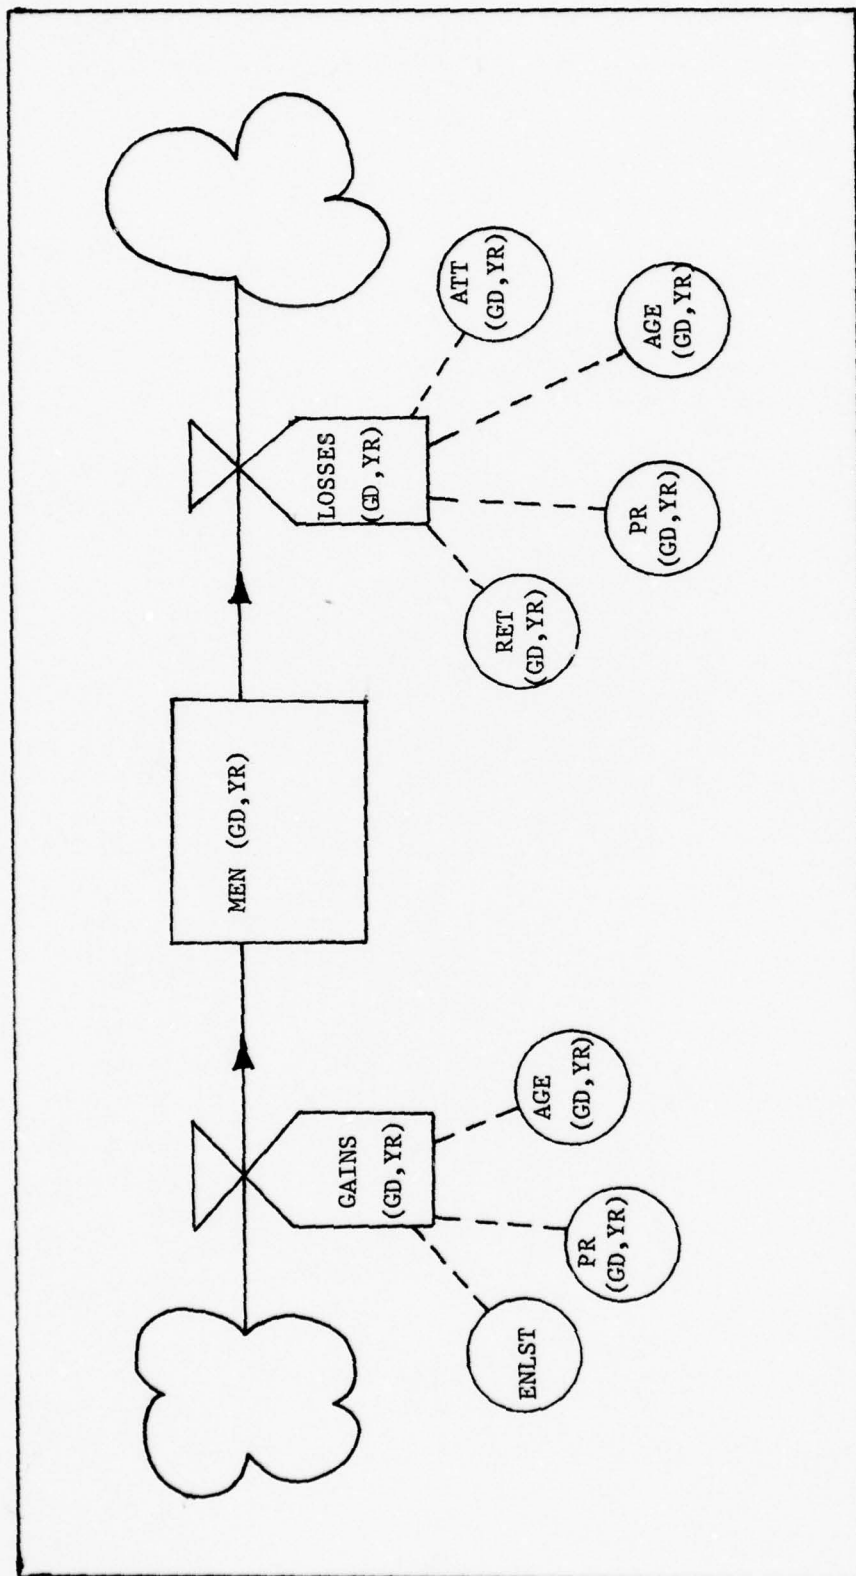 MEN (GD,YR)
GAINS
(GD,YR)
LOSSES
(GD,YR)
ENLST
PR
(GD,YR)
AGE
(GD,YR)
RET
(GD,YR)
PR
(GD,YR)
AGE
(GD,YR)
ATT
(GD,YR)